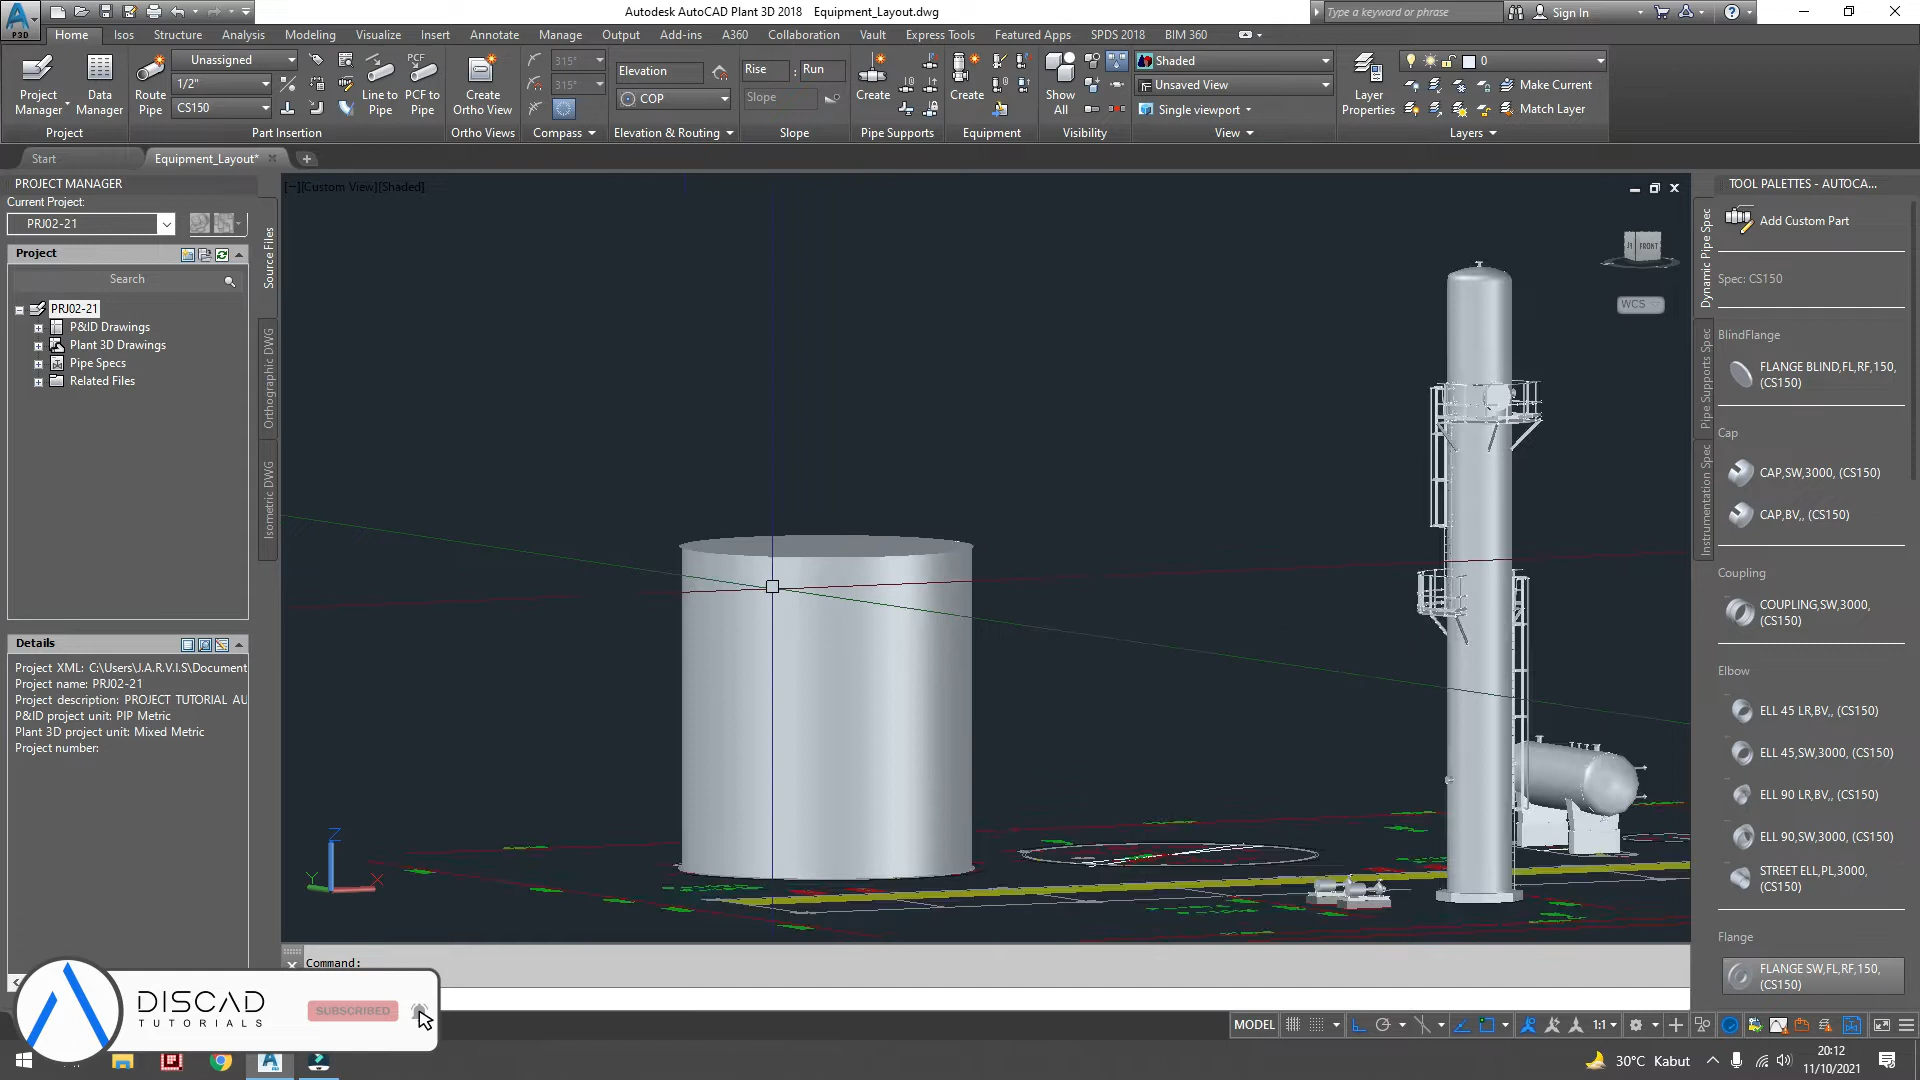 Autodesk AutoCAD Plant 3D 2018 Equipment_Layout.dwg
Type a keyword or phrase
Sign In
P3D
Home Isos Structure Analysis Modeling Visualize Insert Annotate Manage Output Add-ins A360 Collaboration Vault Express Tools Featured Apps SPDS 2018 BIM 360
Project Manager
Data Manager
Project
Route Pipe
Unassigned
1/2"
CS150
Line to Pipe
PCF to Pipe
Part Insertion
Create Ortho View
Ortho Views
315°
315°
Compass
Elevation
COP
Elevation & Routing
Rise : Run
Slope
Slope
Create
Pipe Supports
Create
Equipment
Show All
Visibility
Shaded
Unsaved View
Single viewport
View
Layer Properties
0
Make Current
Match Layer
Layers
Start
Equipment_Layout*
PROJECT MANAGER
Current Project:
PRJ02-21
Project
Search
PRJ02-21
P&ID Drawings
Plant 3D Drawings
Pipe Specs
Related Files
Source Files
Orthographic DWG
Isometric DWG
Details
Project XML: C:\Users\J.A.R.V.I.S\Document
Project name: PRJ02-21
Project description: PROJECT TUTORIAL AU
P&ID project unit: PIP Metric
Plant 3D project unit: Mixed Metric
Project number:
[−][Custom View][Shaded]
FRONT
WCS
Z
Y
X
Command:
TOOL PALETTES - AUTOCA...
Dynamic Pipe Spec
Pipe Supports Spec
Instrumentation Spec
Add Custom Part
Spec: CS150
BlindFlange
FLANGE BLIND,FL,RF,150, (CS150)
Cap
CAP,SW,3000, (CS150)
CAP,BV,, (CS150)
Coupling
COUPLING,SW,3000, (CS150)
Elbow
ELL 45 LR,BV,, (CS150)
ELL 45,SW,3000, (CS150)
ELL 90 LR,BV,, (CS150)
ELL 90,SW,3000, (CS150)
STREET ELL,PL,3000, (CS150)
Flange
FLANGE SW,FL,RF,150, (CS150)
DISCAD
TUTORIALS
SUBSCRIBED
MODEL
1:1
30°C Kabut
20:12
11/10/2021